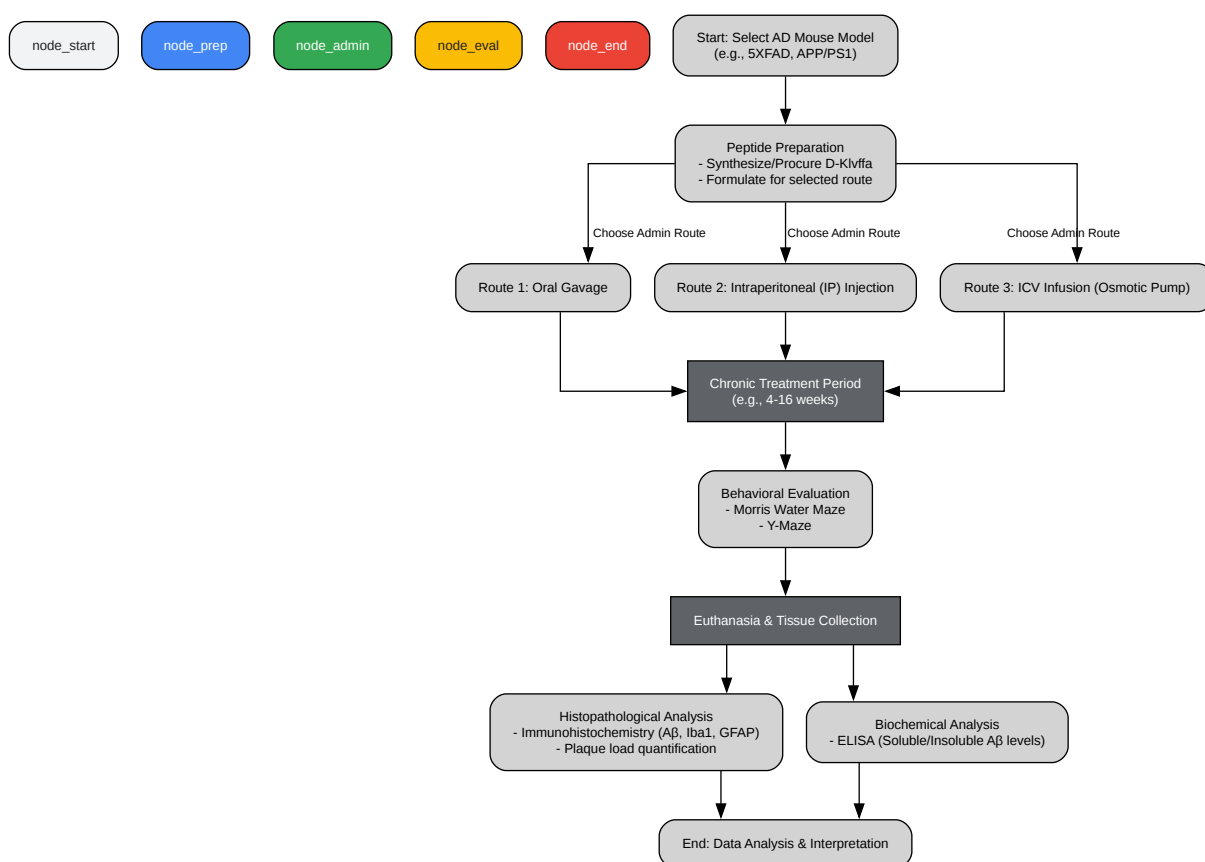 node_start
node_prep
node_admin
node_eval
node_end
Start: Select AD Mouse Model
(e.g., 5XFAD, APP/PS1)
Peptide Preparation
- Synthesize/Procure D-Klvffa
- Formulate for selected route
Choose Admin Route
Choose Admin Route
Choose Admin Route
Route 1: Oral Gavage
Route 2: Intraperitoneal (IP) Injection
Route 3: ICV Infusion (Osmotic Pump)
Chronic Treatment Period
(e.g., 4-16 weeks)
Behavioral Evaluation
- Morris Water Maze
- Y-Maze
Euthanasia & Tissue Collection
Histopathological Analysis
- Immunohistochemistry (Aβ, Iba1, GFAP)
- Plaque load quantification
Biochemical Analysis
- ELISA (Soluble/Insoluble Aβ levels)
End: Data Analysis & Interpretation